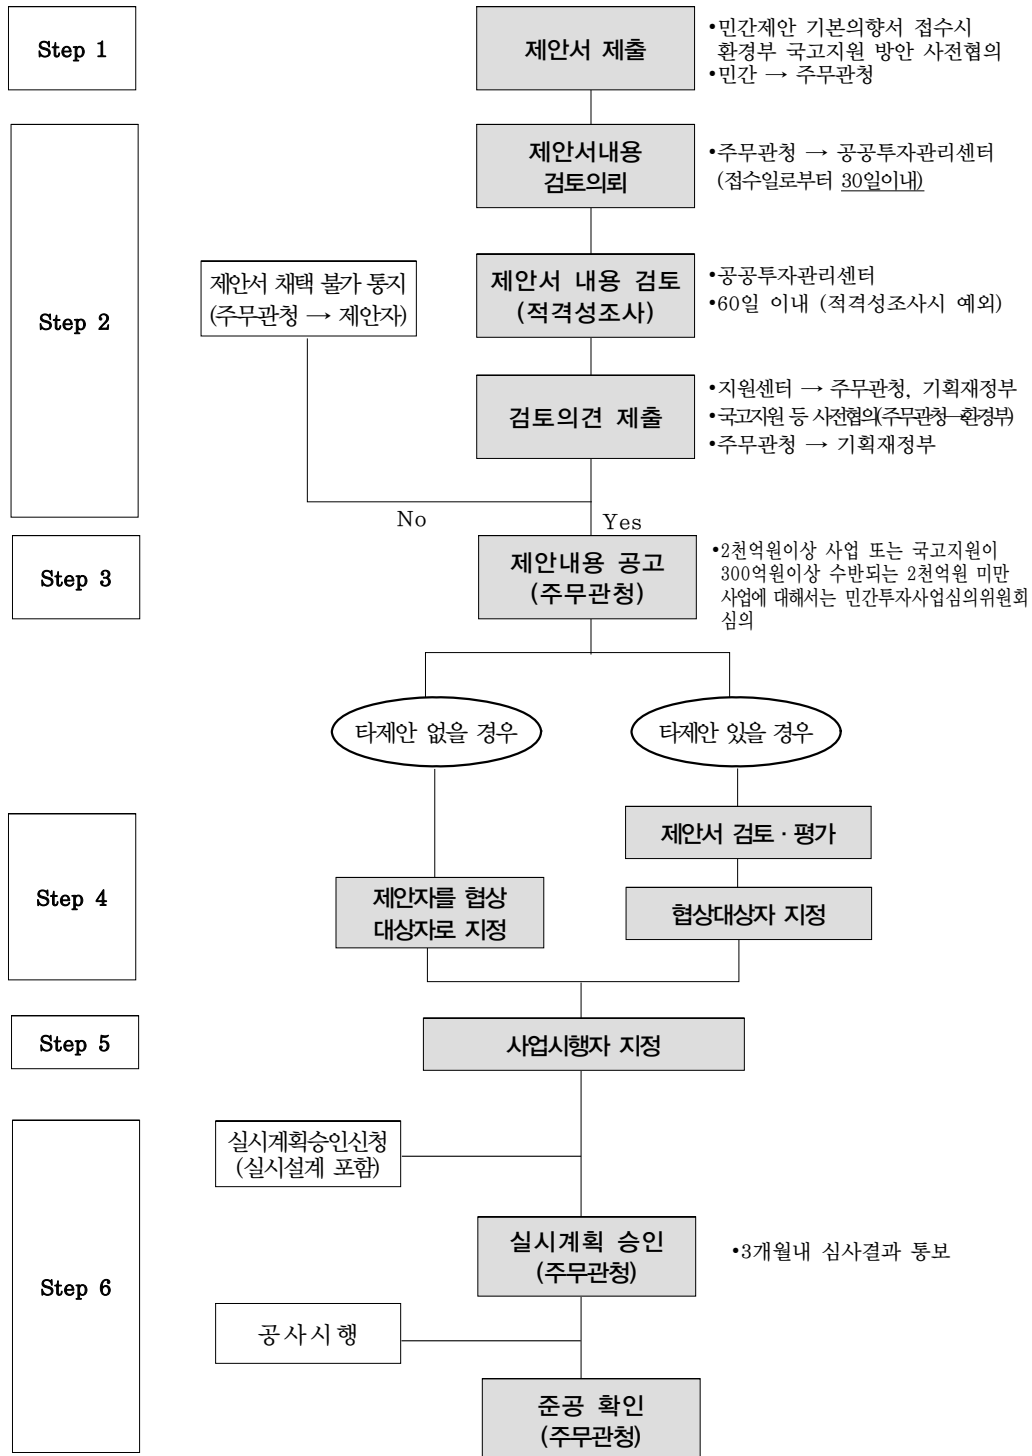 Step 1
제안서 제출
•민간제안 기본의향서 접수시
환경부 국고지원 방안 사전협의
•민간 → 주무관청
Step 2
제안서내용
검토의뢰
•주무관청 → 공공투자관리센터
(접수일로부터 30일이내)
제안서 채택 불가 통지
(주무관청 → 제안자)
제안서 내용 검토
(적격성조사)
•공공투자관리센터
•60일 이내 (적격성조사시 예외)
검토의견 제출
•지원센터 → 주무관청, 기획재정부
•국고지원 등 사전협의(주무관청→환경부)
•주무관청 → 기획재정부
No
Yes
Step 3
제안내용 공고
(주무관청)
•2천억원이상 사업 또는 국고지원이
300억원이상 수반되는 2천억원 미만
사업에 대해서는 민간투자사업심의위원회
심의
타제안 없을 경우
타제안 있을 경우
Step 4
제안서 검토·평가
제안자를 협상
대상자로 지정
협상대상자 지정
Step 5
사업시행자 지정
Step 6
실시계획승인신청
(실시설계 포함)
실시계획 승인
(주무관청)
•3개월내 심사결과 통보
공사시행
준공 확인
(주무관청)